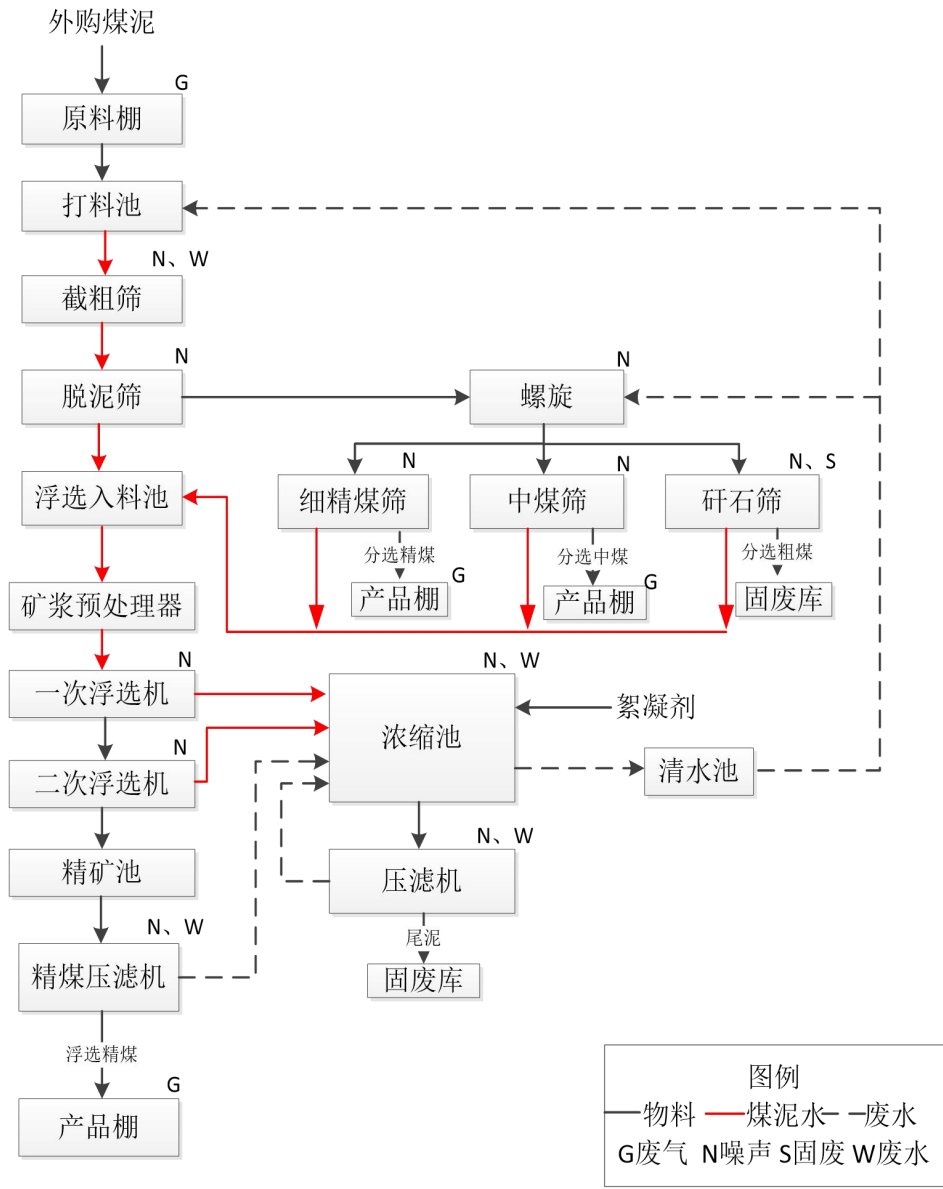 外购煤泥
G
原料棚
打料池
N、W
截粗筛
N
脱泥筛
N
螺旋
浮选入料池
N
细精煤筛
N
中煤筛
N、S
矸石筛
分选精煤
分选中煤
分选粗煤
G
产品棚
G
产品棚
固废库
矿浆预处理器
N
一次浮选机
N、W
浓缩池
絮凝剂
清水池
N
二次浮选机
精矿池
N、W
压滤机
尾泥
固废库
N、W
精煤压滤机
浮选精煤
G
产品棚
图例
物料 煤泥水 废水
G废气 N噪声 S固废 W废水